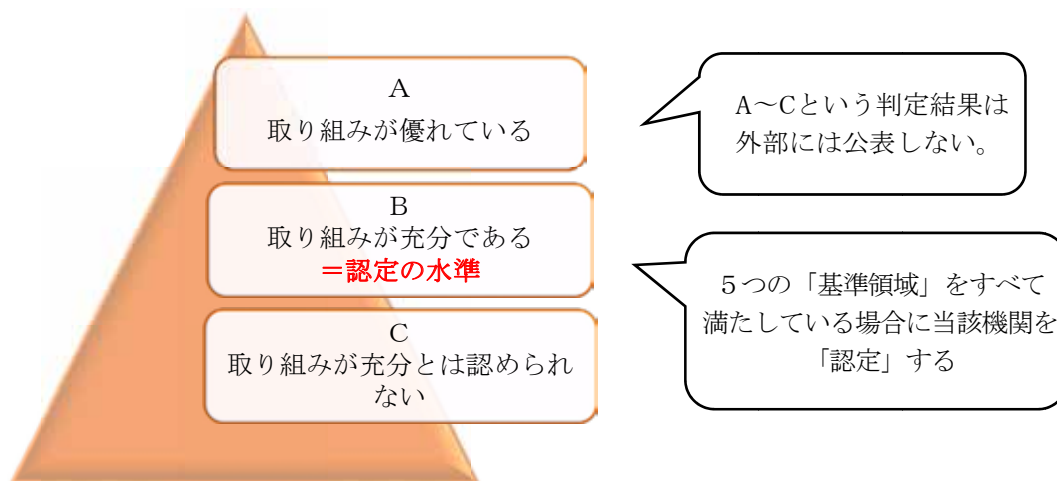 A
取り組みが優れている
B
取り組みが充分である
＝認定の水準
C
取り組みが充分とは認められ
ない
A～Cという判定結果は
外部には公表しない。
５つの「基準領域」をすべて
満たしている場合に当該機関を
「認定」する